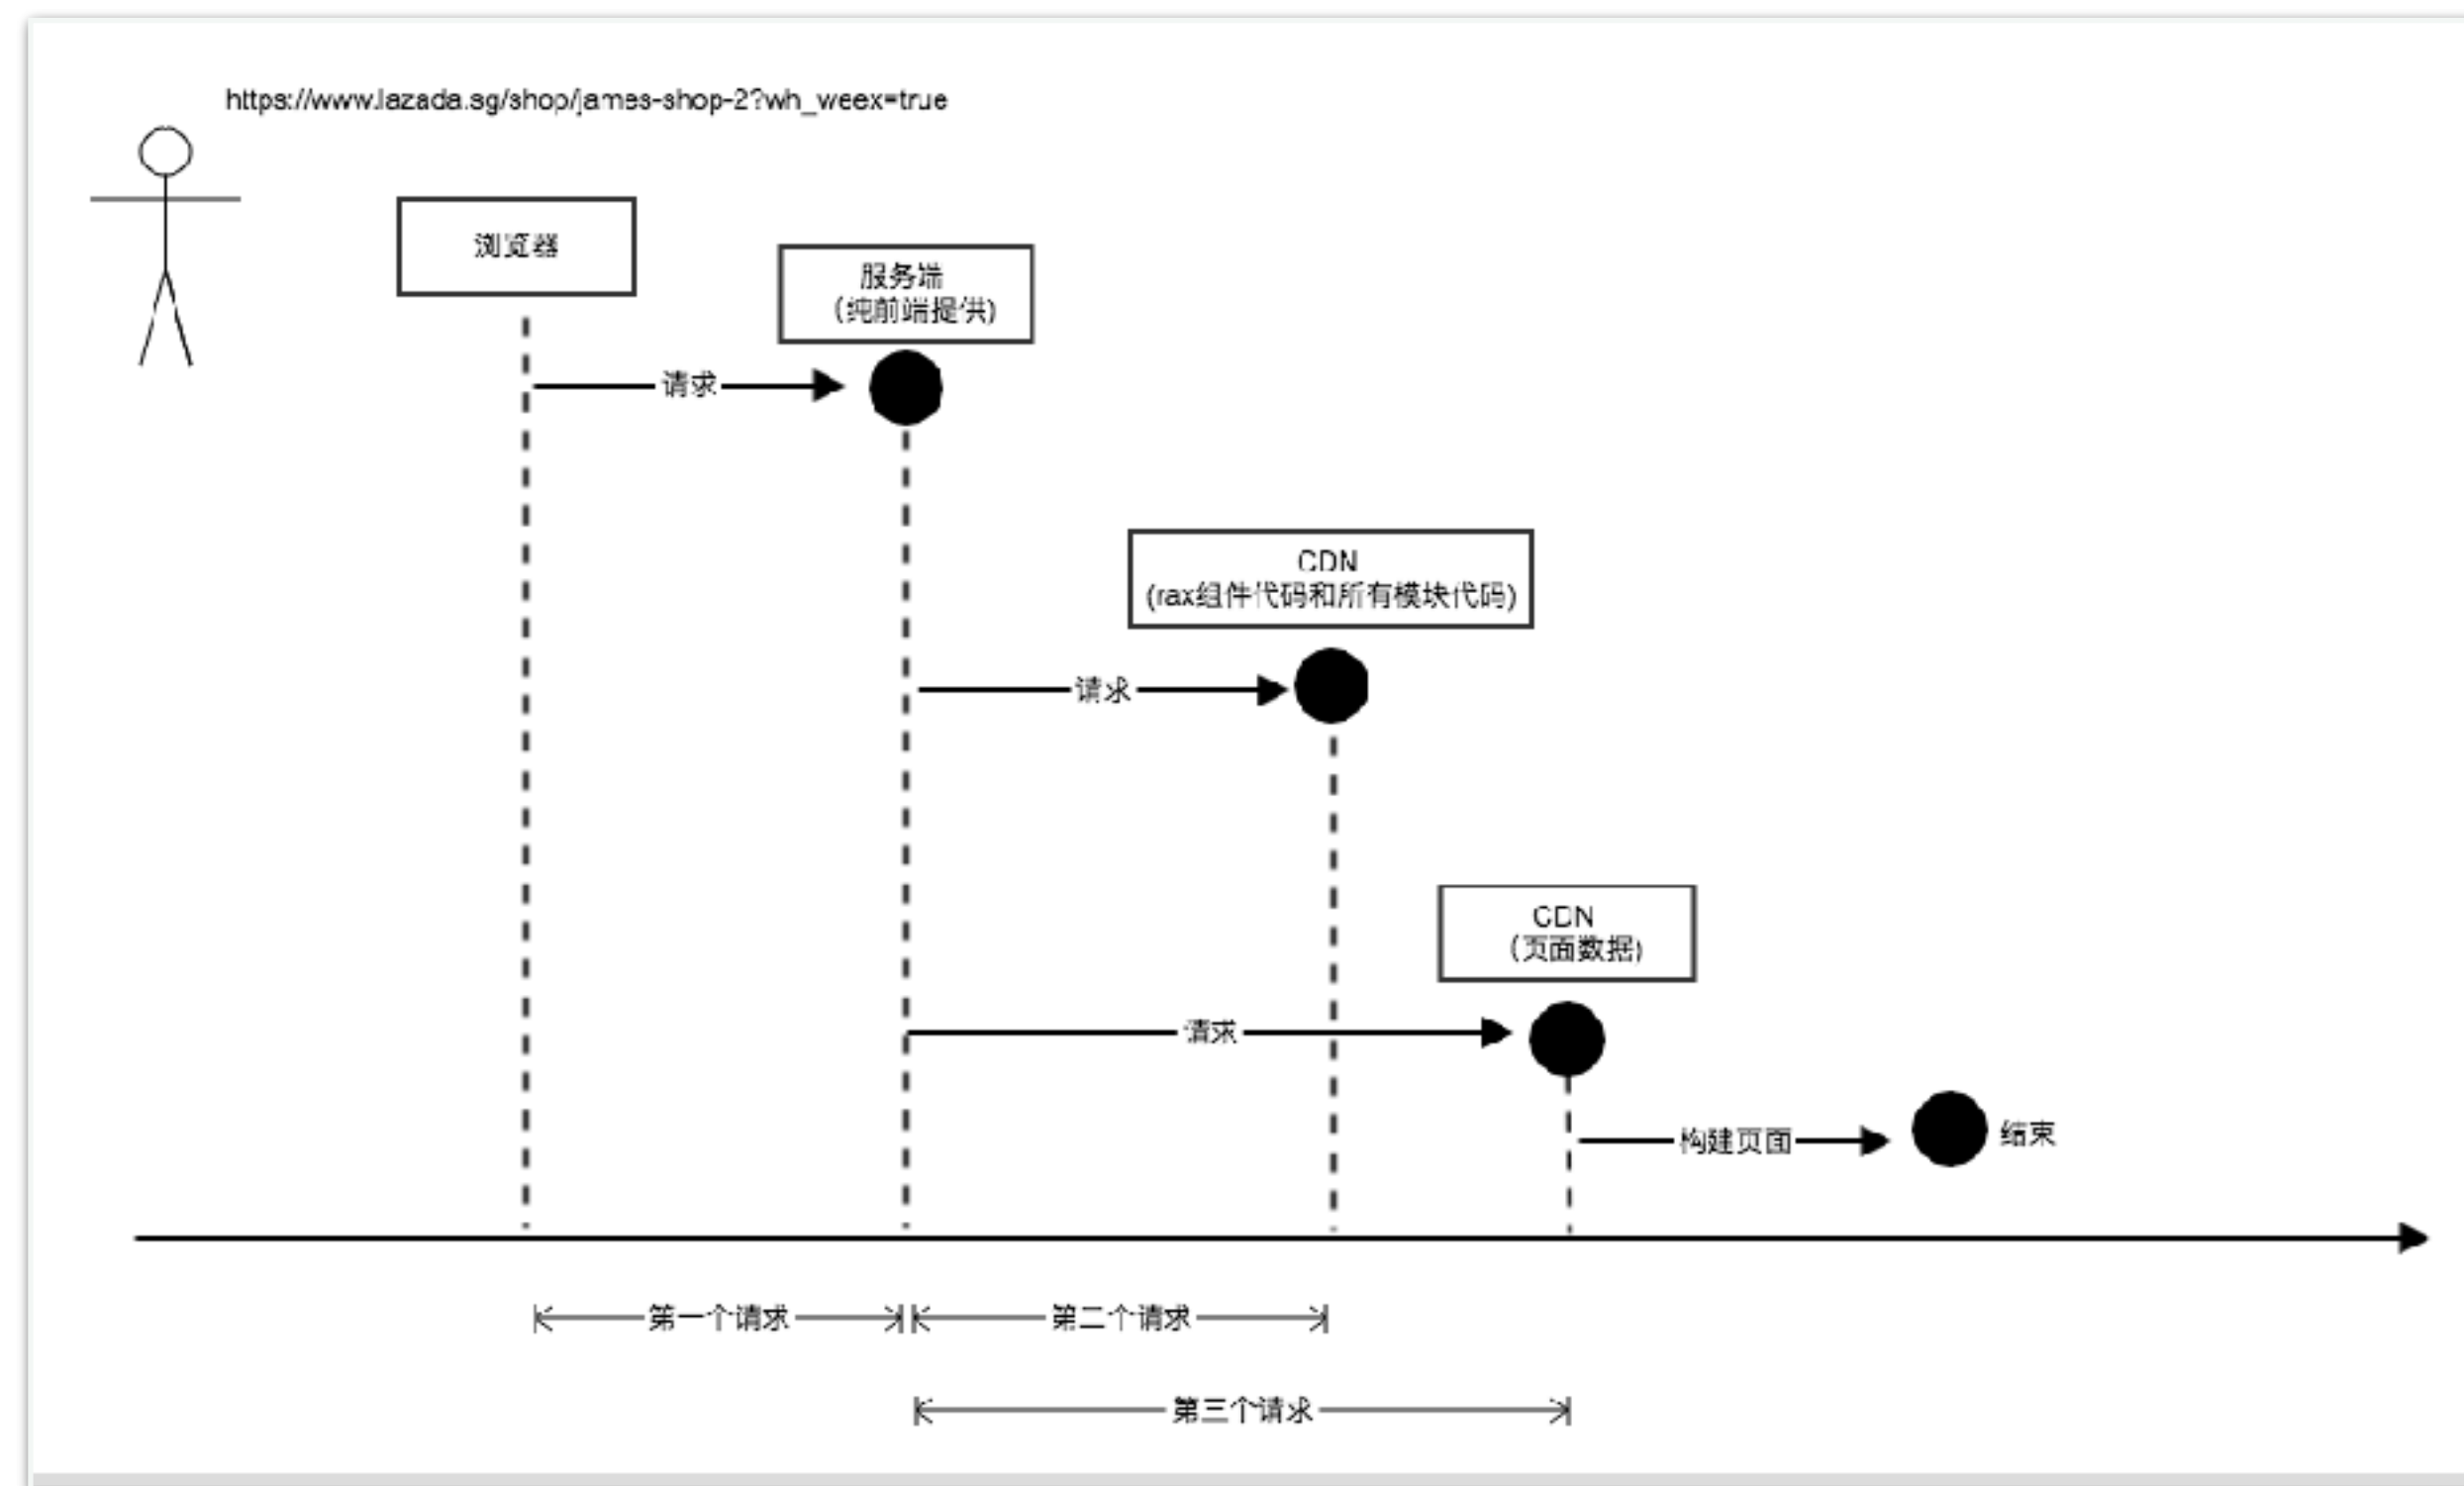 https://www.lazada.sg/shop/james-shop-2?wh_weex=true
浏览器
服务端
（纯前端提供)
请求
CDN
(rax组件代码和所有模块代码)
请求
CDN
（页面数据)
请求
构建页面
结束
第一个请求
第二个请求
第三个请求